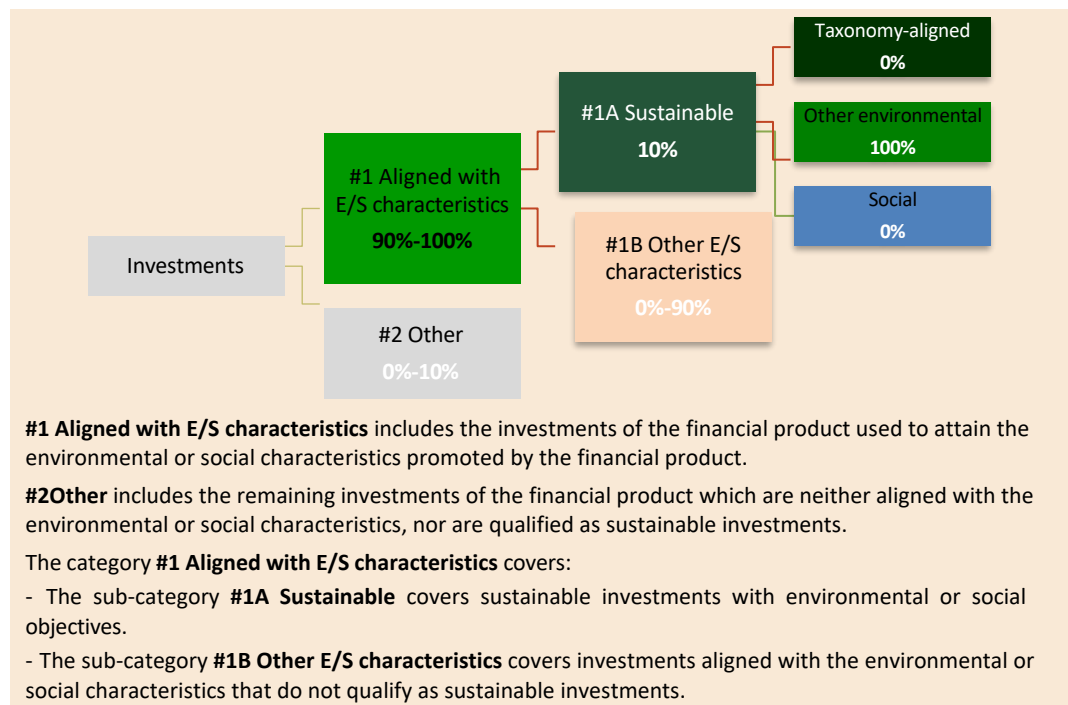 Taxonomy-aligned
0%
#1A Sustainable
10%
Other environmental
100%
#1 Aligned with
E/S characteristics
90%-100%
Social
0%
#1B Other E/S
characteristics
0%-90%
Investments
#2 Other
0%-10%
#1 Aligned with E/S characteristics includes the investments of the financial product used to attain the
environmental or social characteristics promoted by the financial product.
#2Other includes the remaining investments of the financial product which are neither aligned with the
environmental or social characteristics, nor are qualified as sustainable investments.
The category #1 Aligned with E/S characteristics covers:
- The sub-category #1A Sustainable covers sustainable investments with environmental or social
objectives.
- The sub-category #1B Other E/S characteristics covers investments aligned with the environmental or
social characteristics that do not qualify as sustainable investments.